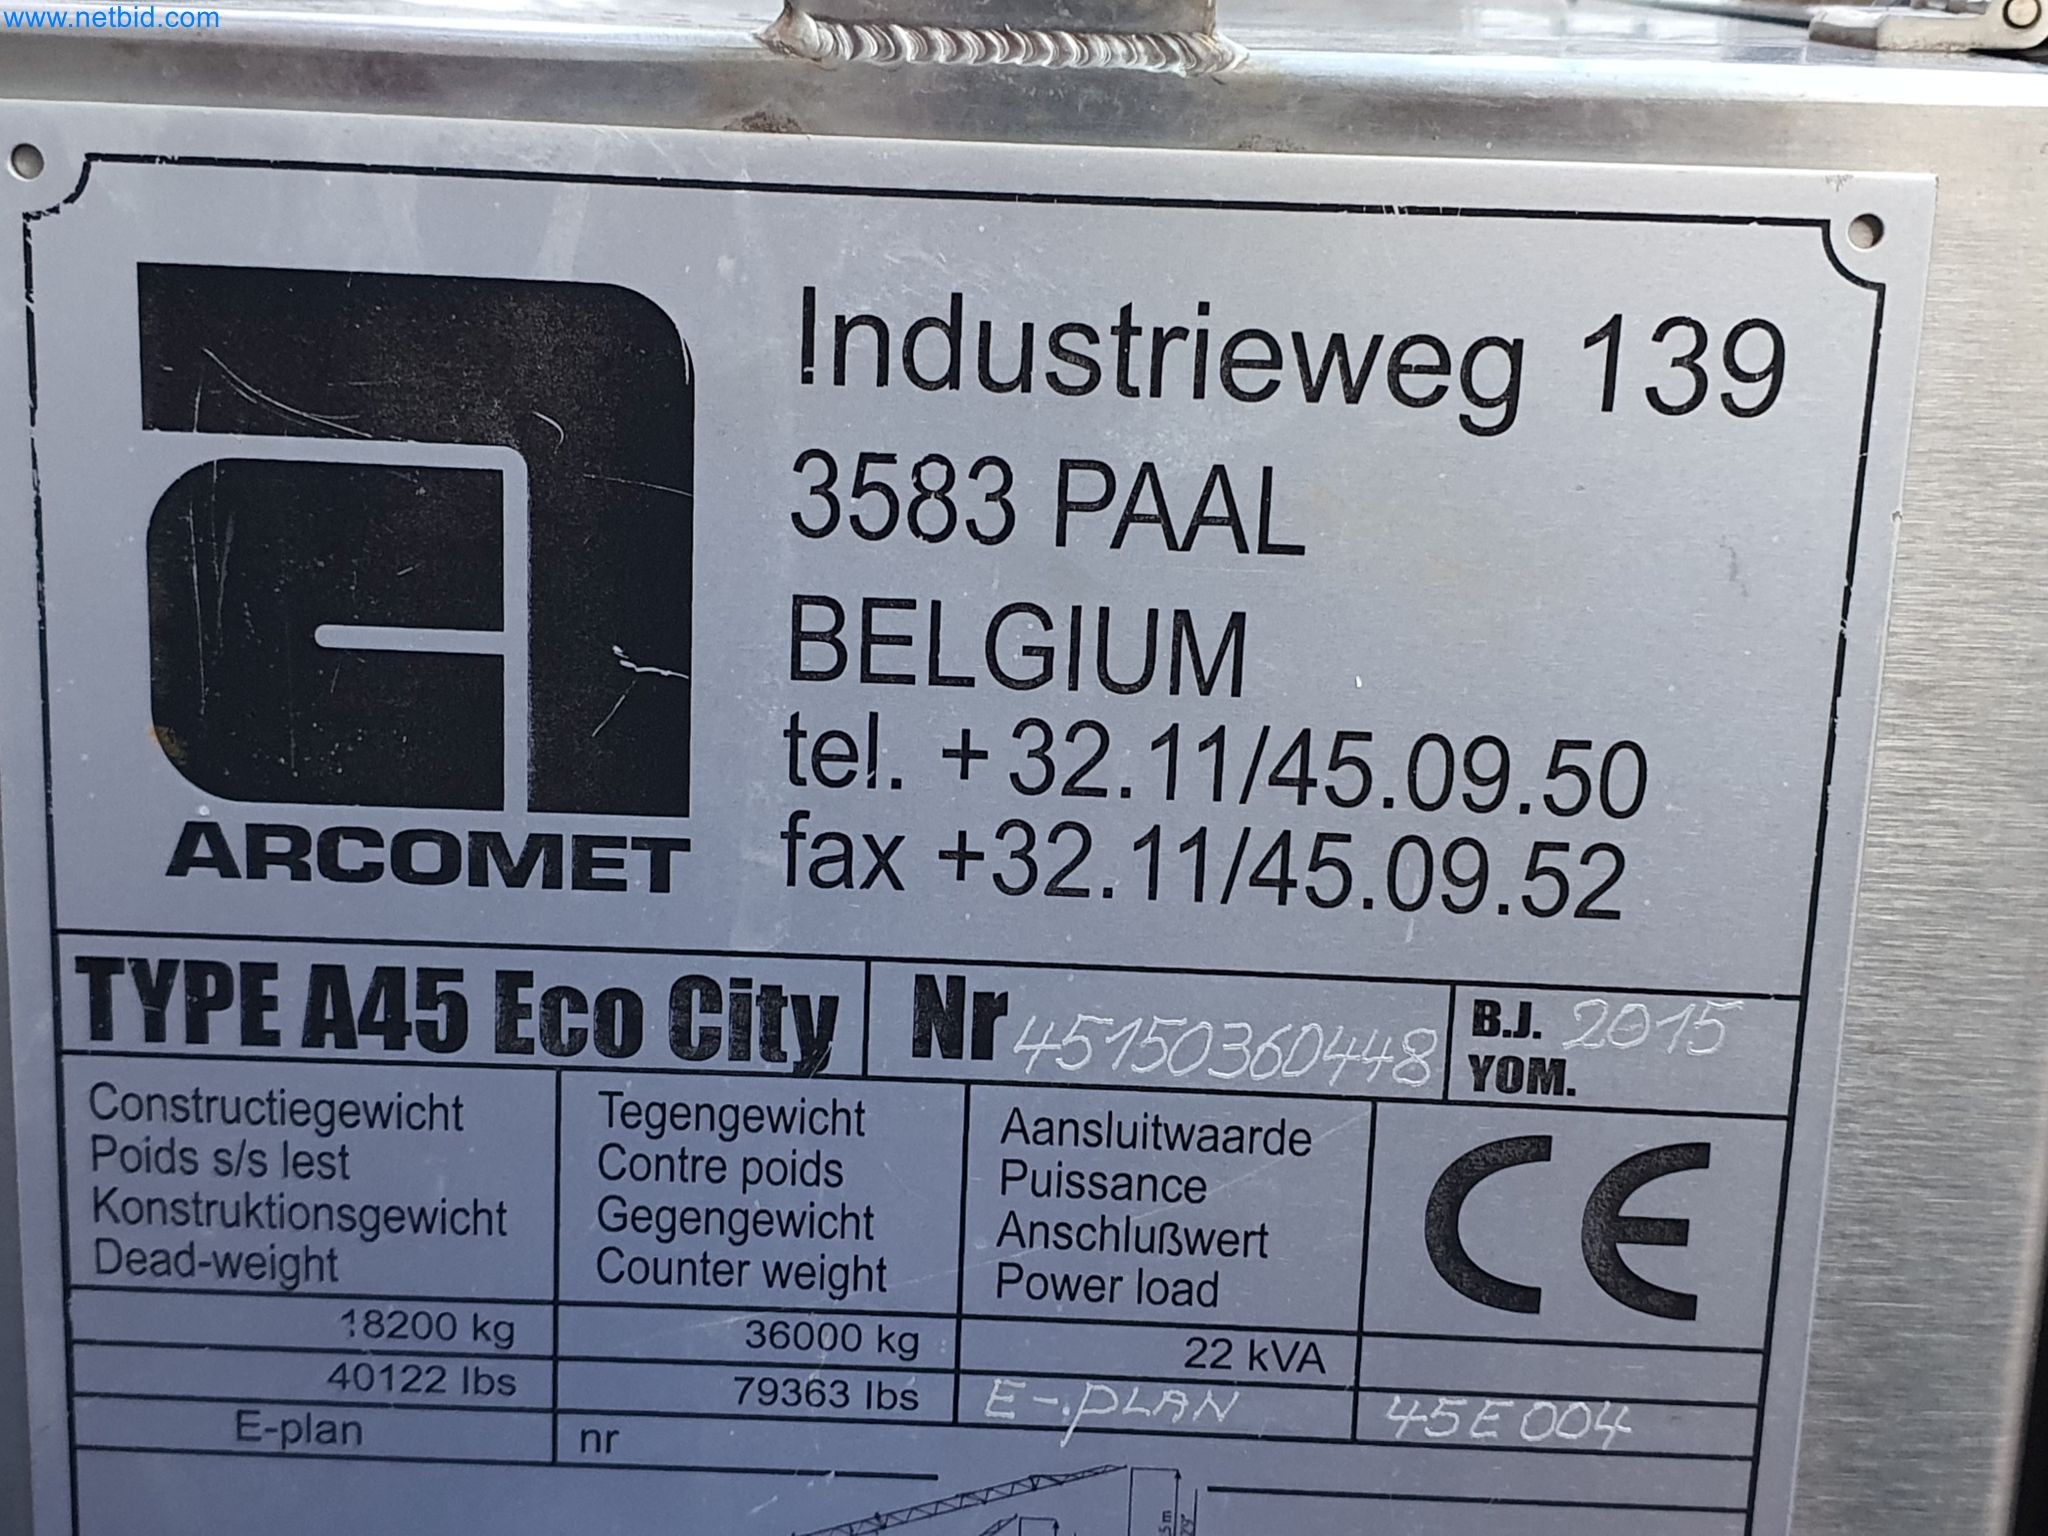 www.netbid.com
Industrieweg 139
3583 PAAL
BELGIUM
tel. +32.11/45.09.50
fax +32.11/45.09.52
ARCOMET
TYPE A45 Eco City
Nr 45150360448
B.J. 2015
YOM.
Constructiegewicht
Poids s/s lest
Konstruktionsgewicht
Dead-weight
Tegengewicht
Contre poids
Gegengewicht
Counter weight
Aansluitwaarde
Puissance
Anschlußwert
Power load
CE
18200 kg
36000 kg
22 kVA
40122 lbs
79363 lbs
E-PLAN
45E004
E-plan
nr